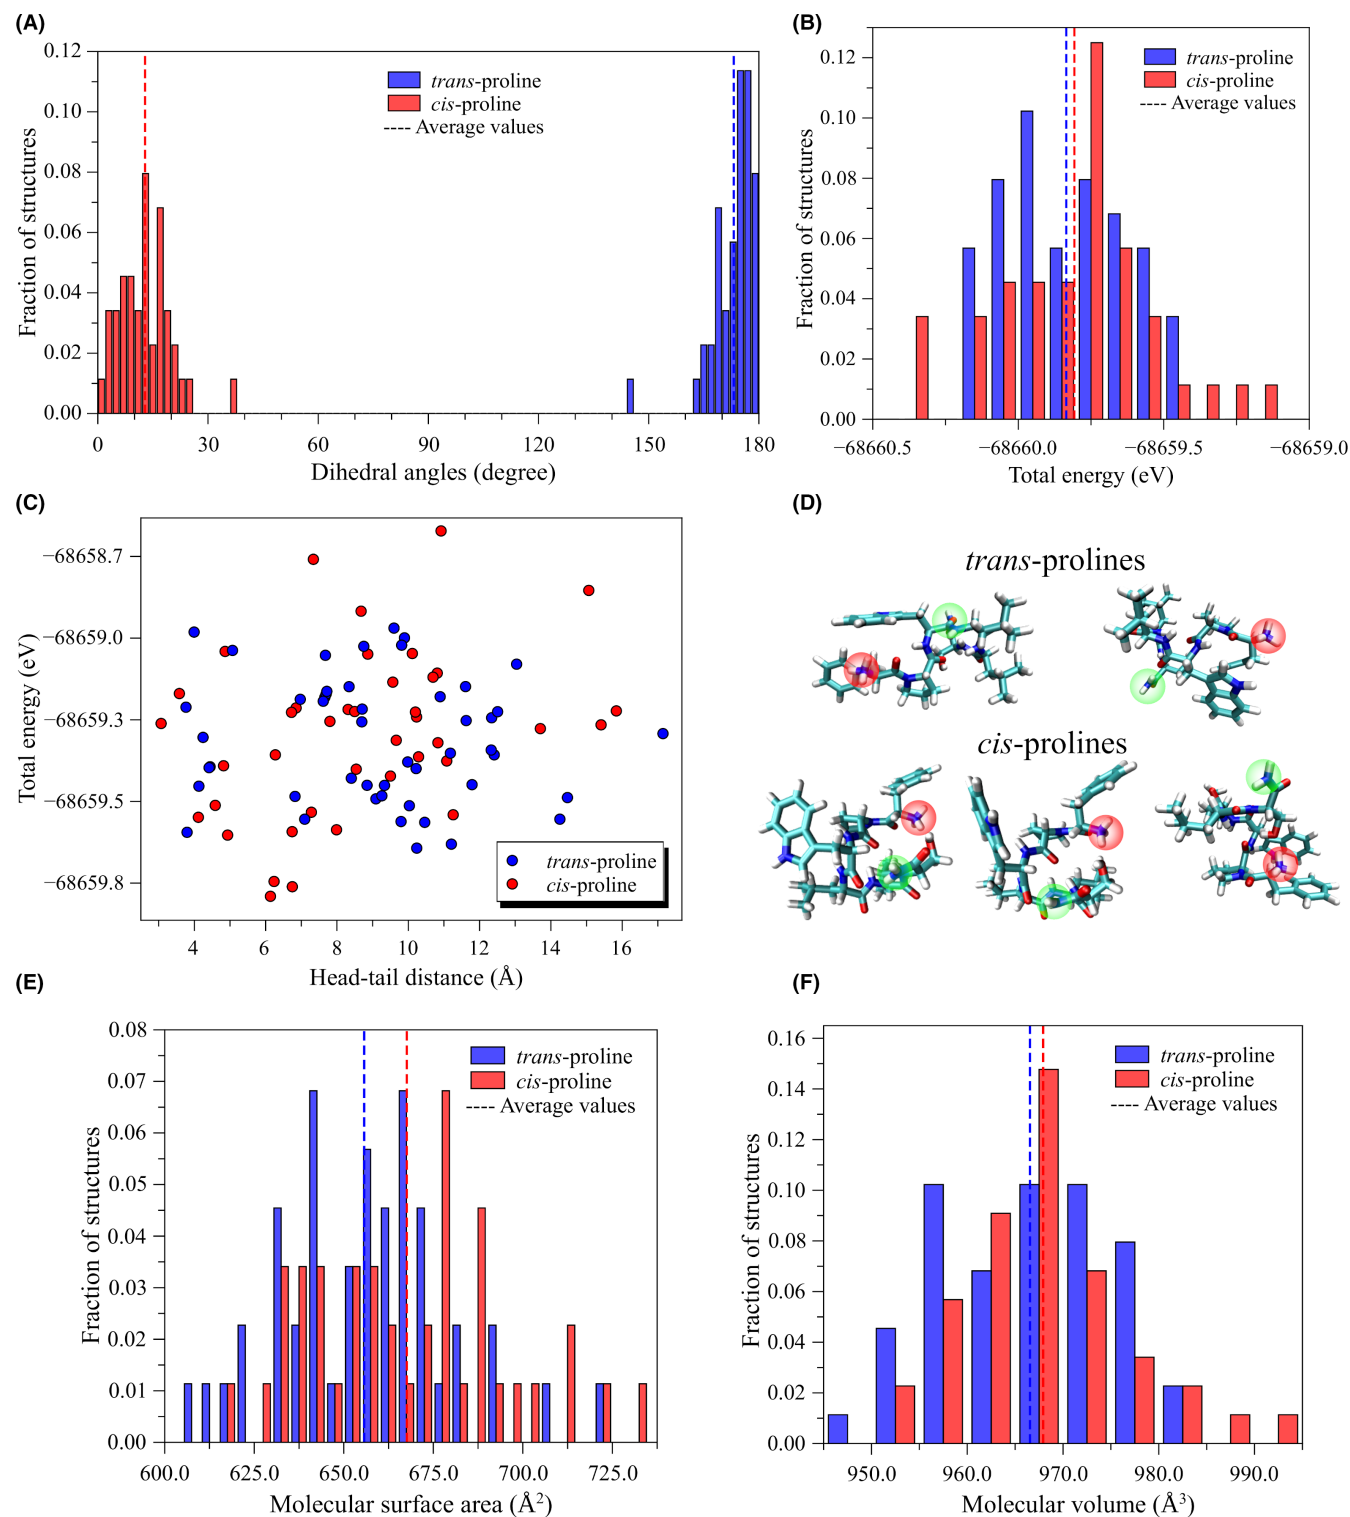 (A)
0.12
0.10
0.08
0.06
0.04
0.02
0.00
Fraction of structures
trans-proline
cis-proline
Average values
0 30 60 90 120 150 180
Dihedral angles (degree)
(B)
0.12
0.10
0.08
0.06
0.04
0.02
0.00
Fraction of structures
trans-proline
cis-proline
Average values
−68660.5 −68660.0 −68659.5 −68659.0
Total energy (eV)
(C)
−68658.7
−68659.0
−68659.3
−68659.5
−68659.8
Total energy (eV)
trans-proline
cis-proline
4 6 8 10 12 14 16
Head-tail distance (Å)
(D)
trans-prolines
cis-prolines
(E)
0.08
0.07
0.06
0.05
0.04
0.03
0.02
0.01
0.00
Fraction of structures
trans-proline
cis-proline
Average values
600.0 625.0 650.0 675.0 700.0 725.0
Molecular surface area (Å²)
(F)
0.16
0.14
0.12
0.10
0.08
0.06
0.04
0.02
0.00
Fraction of structures
trans-proline
cis-proline
Average values
950.0 960.0 970.0 980.0 990.0
Molecular volume (Å³)